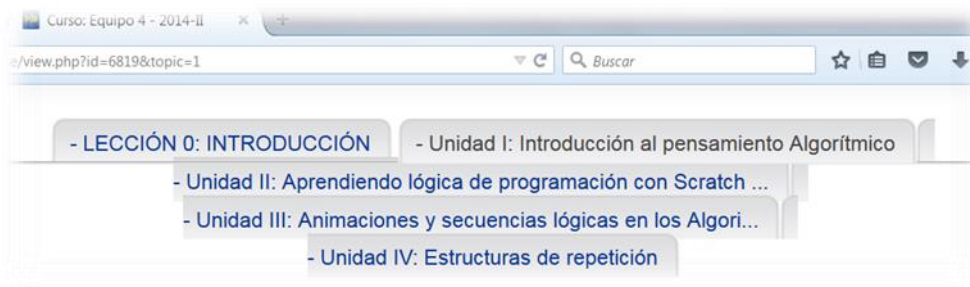 Curso: Equipo 4 - 2014-II
e/view.php?id=6819&topic=1
Buscar
- LECCIÓN 0: INTRODUCCIÓN
- Unidad I: Introducción al pensamiento Algorítmico
- Unidad II: Aprendiendo lógica de programación con Scratch ...
- Unidad III: Animaciones y secuencias lógicas en los Algori...
- Unidad IV: Estructuras de repetición